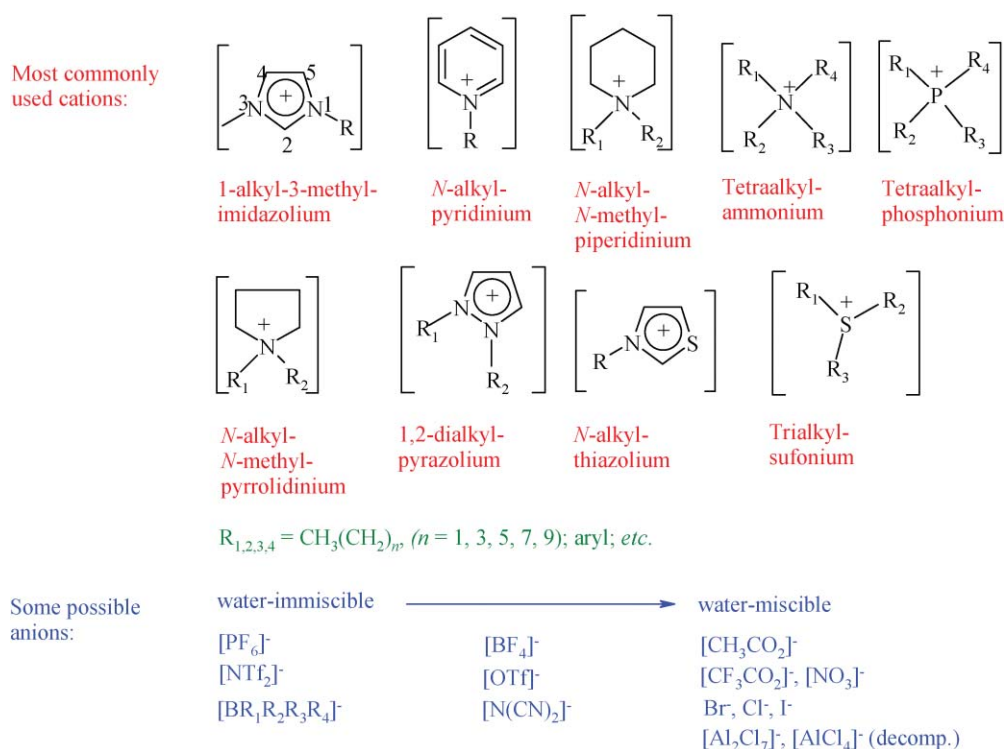 Most commonly
used cations:
4 5
3 N + N 1
2 R
+
N
R
+
N
R1 R2
R1 R4
+
N
R2 R3
R1 R4
+
P
R2 R3
1-alkyl-3-methyl-
imidazolium
N-alkyl-
pyridinium
N-alkyl-
N-methyl-
piperidinium
Tetraalkyl-
ammonium
Tetraalkyl-
phosphonium
+
N
R1 R2
N +
R1 N
R2
+
R N S
R1 + R2
S
R3
N-alkyl-
N-methyl-
pyrrolidinium
1,2-dialkyl-
pyrazolium
N-alkyl-
thiazolium
Trialkyl-
sufonium
R1,2,3,4 = CH3(CH2)n, (n = 1, 3, 5, 7, 9); aryl; etc.
Some possible
anions:
water-immiscible water-miscible
[PF6]- [BF4]- [CH3CO2]-
[NTf2]- [OTf]- [CF3CO2]-, [NO3]-
[BR1R2R3R4]- [N(CN)2]- Br-, Cl-, I-
[Al2Cl7]-, [AlCl4]- (decomp.)